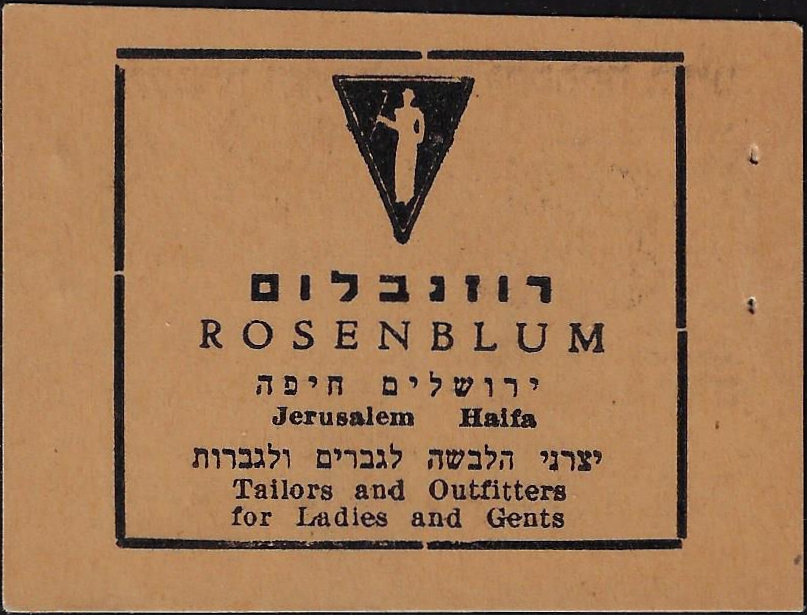 רוזנבלום
ROSENBLUM
ירושלים חיפה
Jerusalem Haifa
יצרני הלבשה לגברים ולגברות
Tailors and Outfitters
for Ladies and Gents